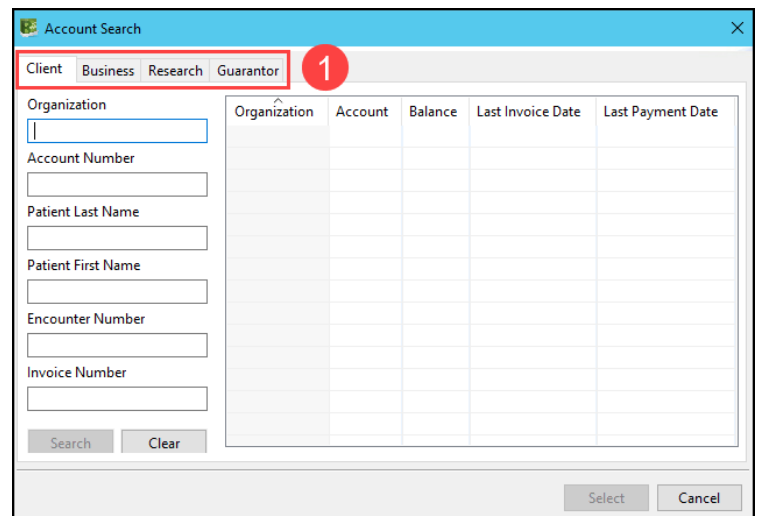 Account Search
Client Business Research Guarantor
1
Organization
Account Number
Patient Last Name
Patient First Name
Encounter Number
Invoice Number
Search Clear
Organization Account Balance Last Invoice Date Last Payment Date
Select Cancel